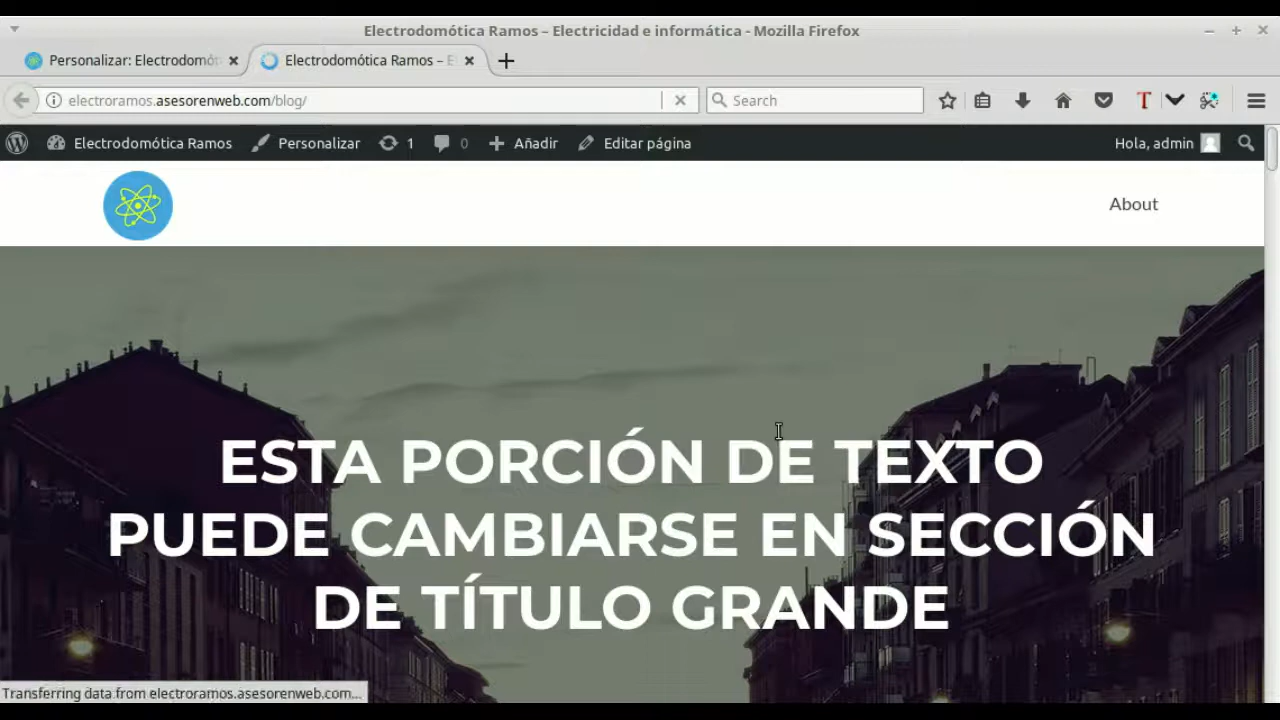 Electrodomótica Ramos – Electricidad e informática - Mozilla Firefox
Personalizar: Electrodomót
Electrodomótica Ramos – E
electroramos.asesorenweb.com/blog/
Search
Electrodomótica Ramos Personalizar 1 0 Añadir Editar página Hola, admin
About
ESTA PORCIÓN DE TEXTO
PUEDE CAMBIARSE EN SECCIÓN
DE TÍTULO GRANDE
Transferring data from electroramos.asesorenweb.com...